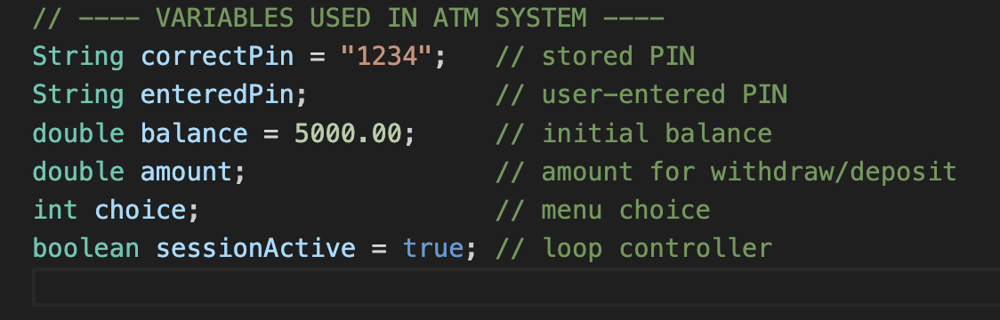 // ---- VARIABLES USED IN ATM SYSTEM ----
String correctPin = "1234";   // stored PIN
String enteredPin;            // user-entered PIN
double balance = 5000.00;     // initial balance
double amount;                // amount for withdraw/deposit
int choice;                   // menu choice
boolean sessionActive = true; // loop controller